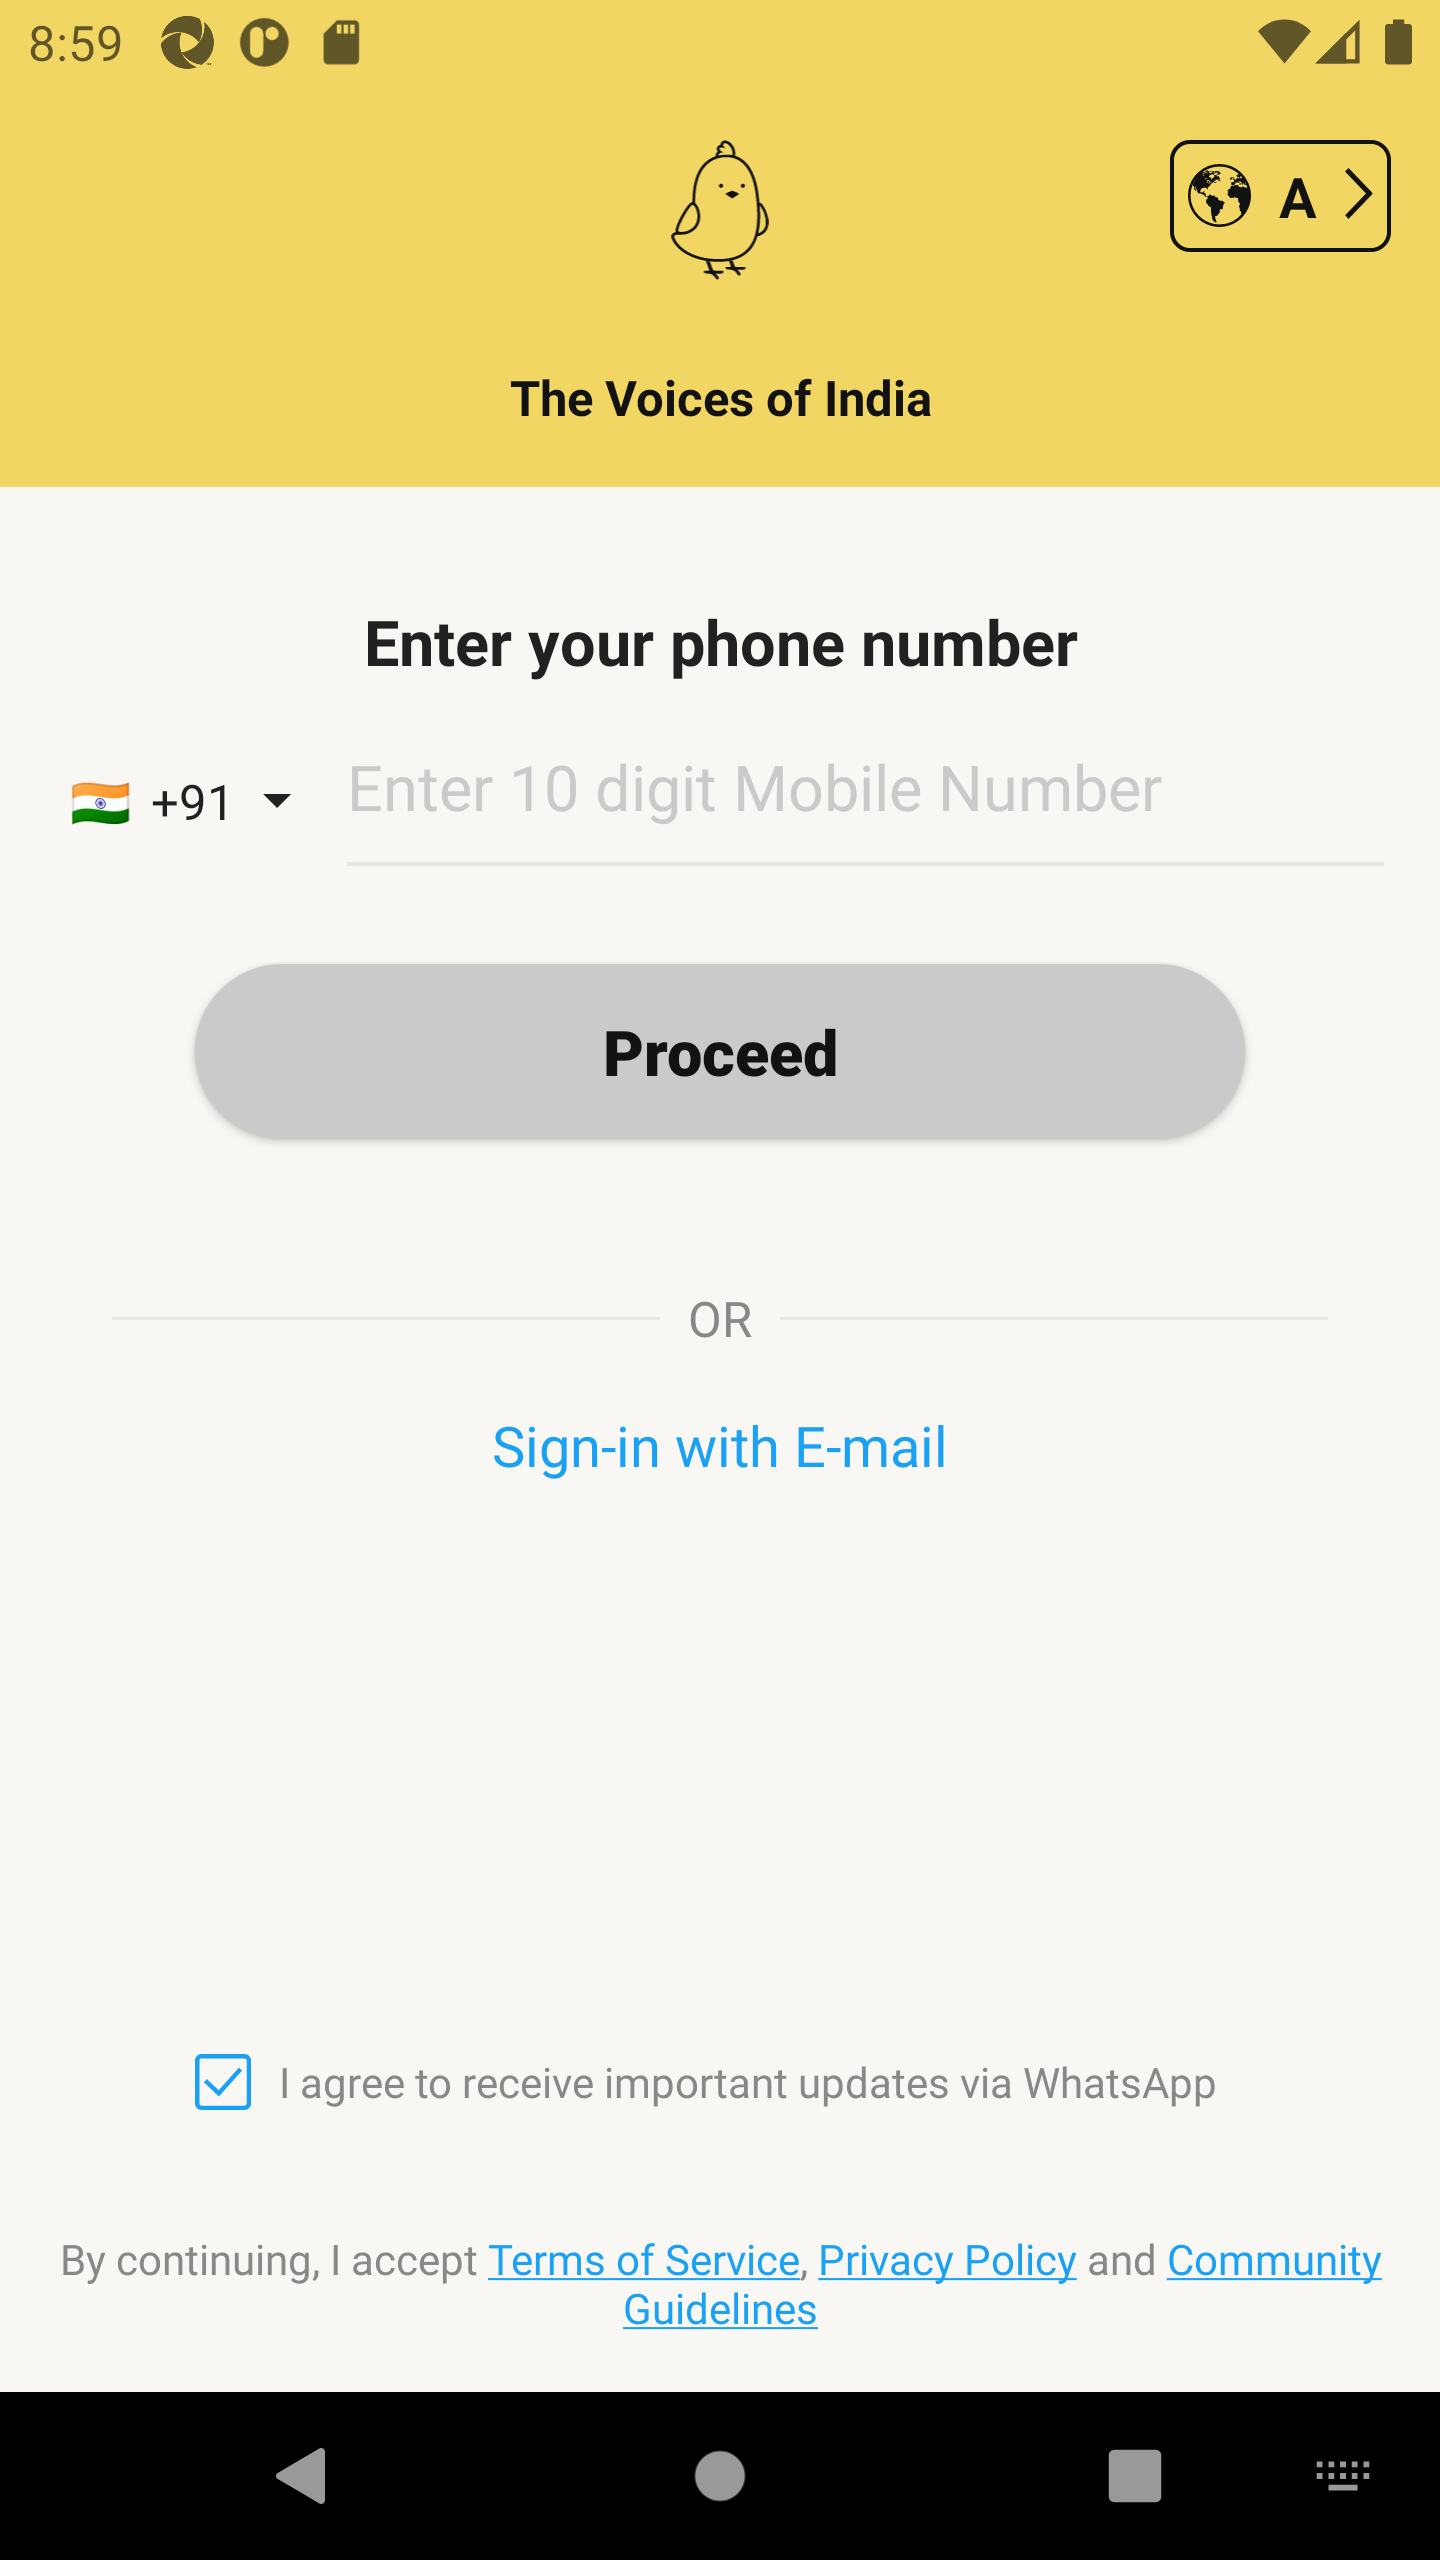 8:59
A
The Voices of India
Enter your phone number
+91
Enter 10 digit Mobile Number
Proceed
OR
Sign-in with E-mail
I agree to receive important updates via WhatsApp
By continuing, I accept Terms of Service, Privacy Policy and Community
Guidelines